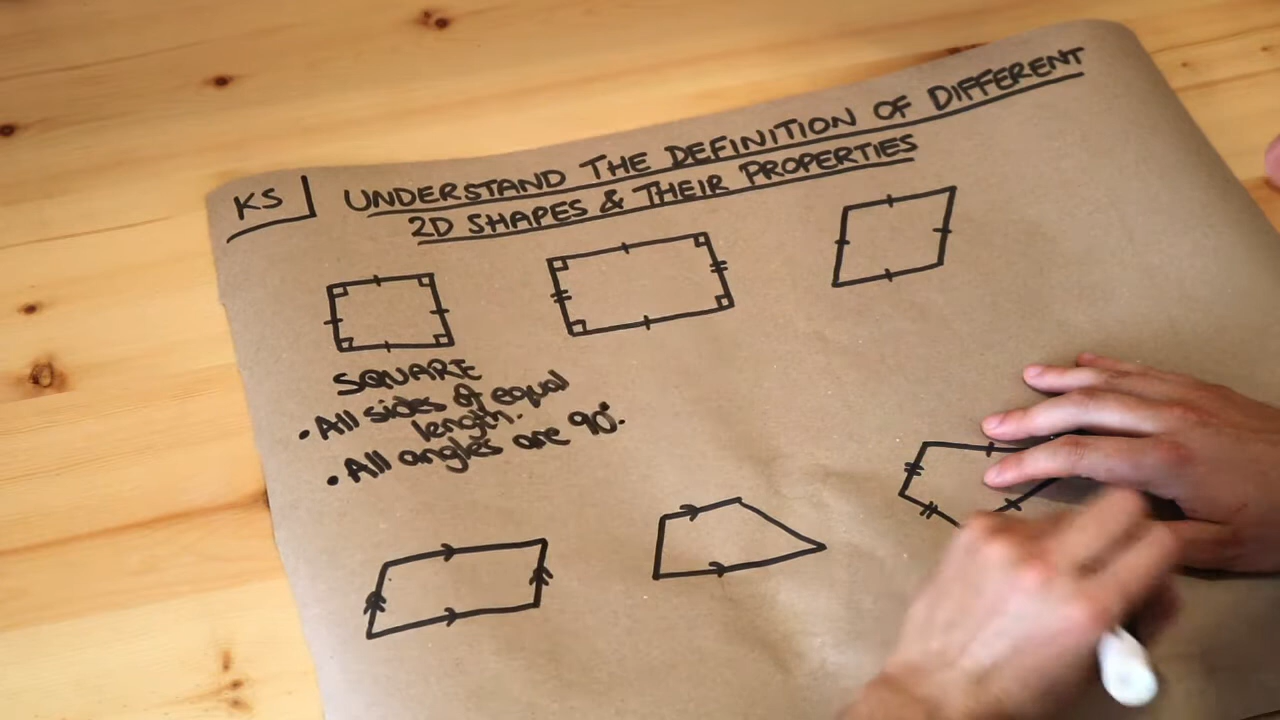 KS
UNDERSTAND THE DEFINITION OF DIFFERENT
2D SHAPES & THEIR PROPERTIES
SQUARE
• All sides of equal
length.
• All angles are 90°.